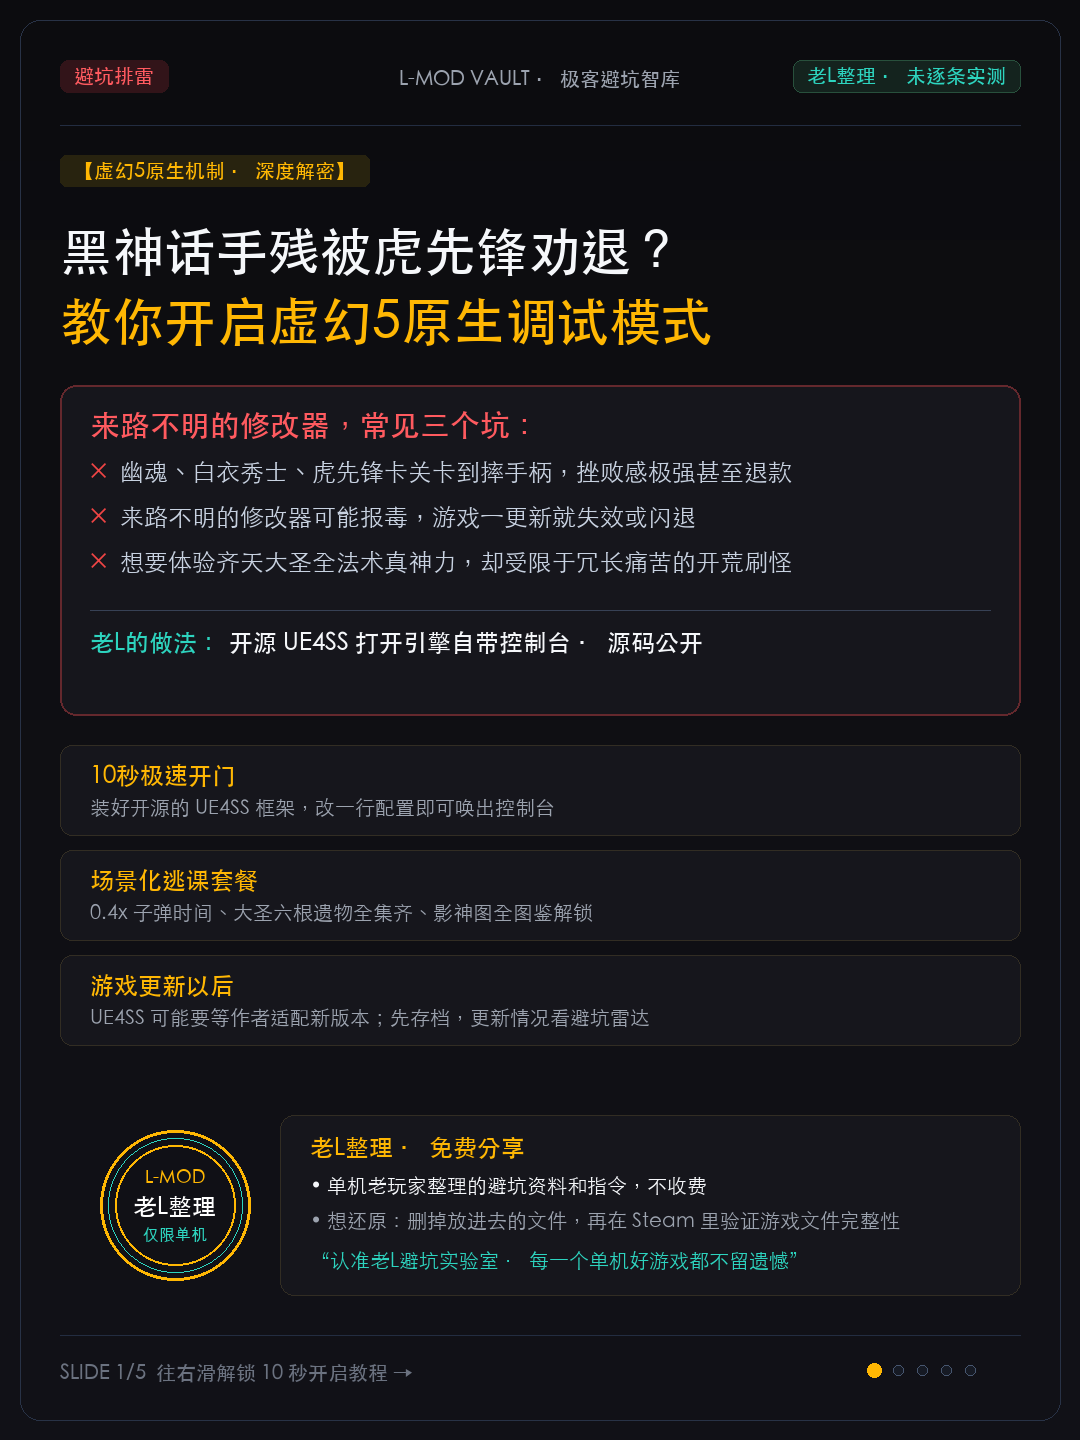 避坑排雷
L-MOD VAULT · 极客避坑智库
老L整理 · 未逐条实测
【虚幻5原生机制 · 深度解密】
黑神话手残被虎先锋劝退？
教你开启虚幻5原生调试模式
来路不明的修改器，常见三个坑：
× 幽魂、白衣秀士、虎先锋卡关卡到摔手柄，挫败感极强甚至退款
× 来路不明的修改器可能报毒，游戏一更新就失效或闪退
× 想要体验齐天大圣全法术真神力，却受限于冗长痛苦的开荒刷怪
老L的做法： 开源 UE4SS 打开引擎自带控制台 · 源码公开
10秒极速开门
装好开源的 UE4SS 框架，改一行配置即可唤出控制台
场景化逃课套餐
0.4x 子弹时间、大圣六根遗物全集齐、影神图全图鉴解锁
游戏更新以后
UE4SS 可能要等作者适配新版本；先存档，更新情况看避坑雷达
L-MOD
老L整理
仅限单机
老L整理 · 免费分享
• 单机老玩家整理的避坑资料和指令，不收费
• 想还原：删掉放进去的文件，再在 Steam 里验证游戏文件完整性
“认准老L避坑实验室 · 每一个单机好游戏都不留遗憾”
SLIDE 1/5 往右滑解锁 10 秒开启教程 →